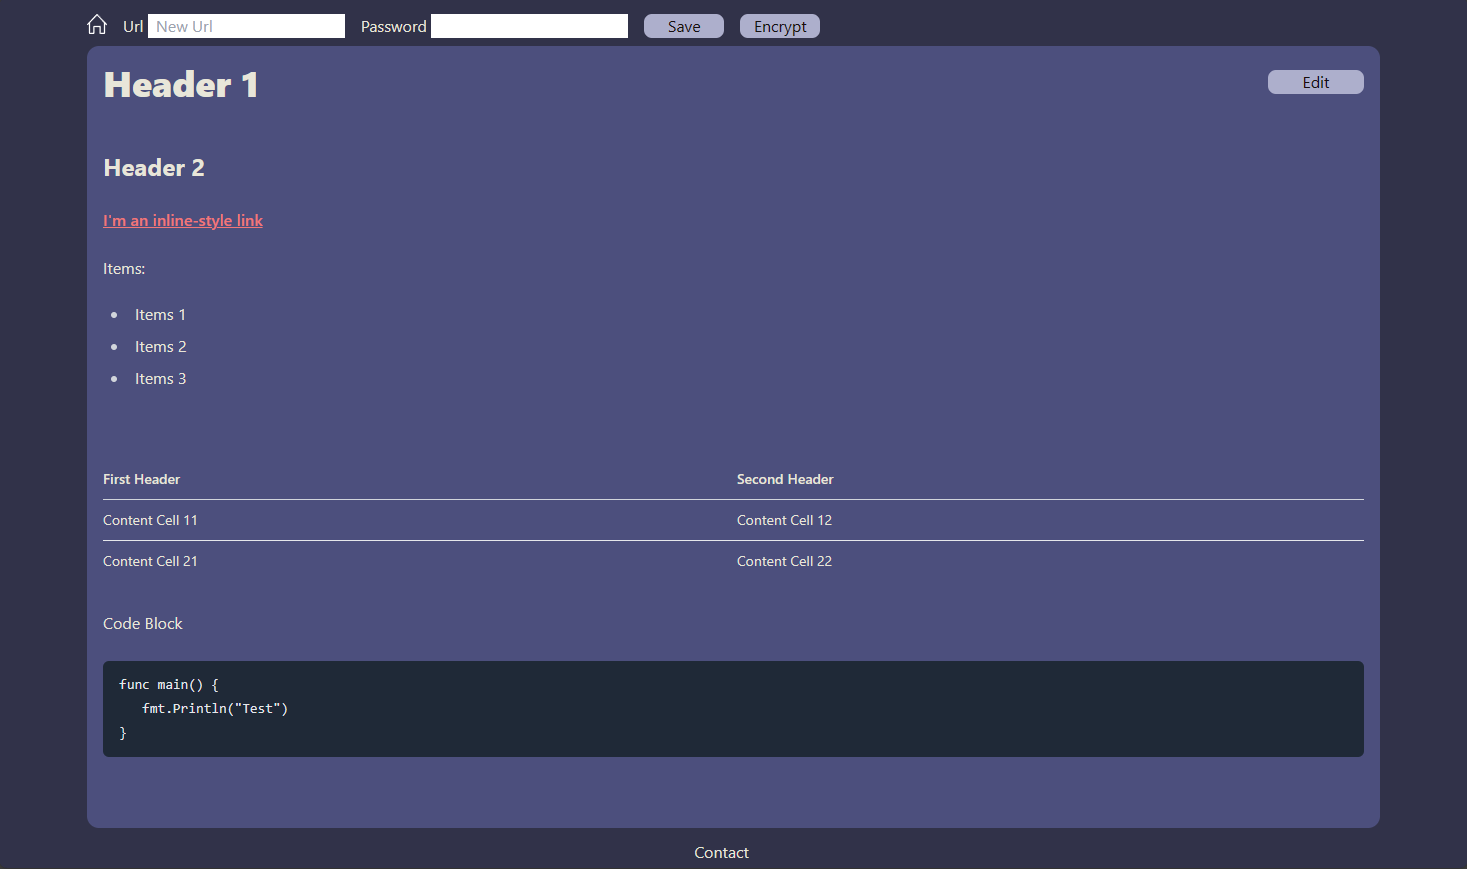 Url New Url Password Save Encrypt
Header 1 Edit
Header 2
I'm an inline-style link
Items:
Items 1
Items 2
Items 3
First Header Second Header
Content Cell 11 Content Cell 12
Content Cell 21 Content Cell 22
Code Block
func main() {
   fmt.Println("Test")
}
Contact